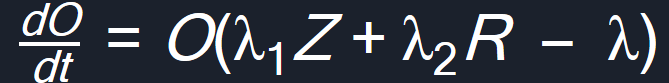 dO/dt = O(λ₁Z + λ₂R − λ)